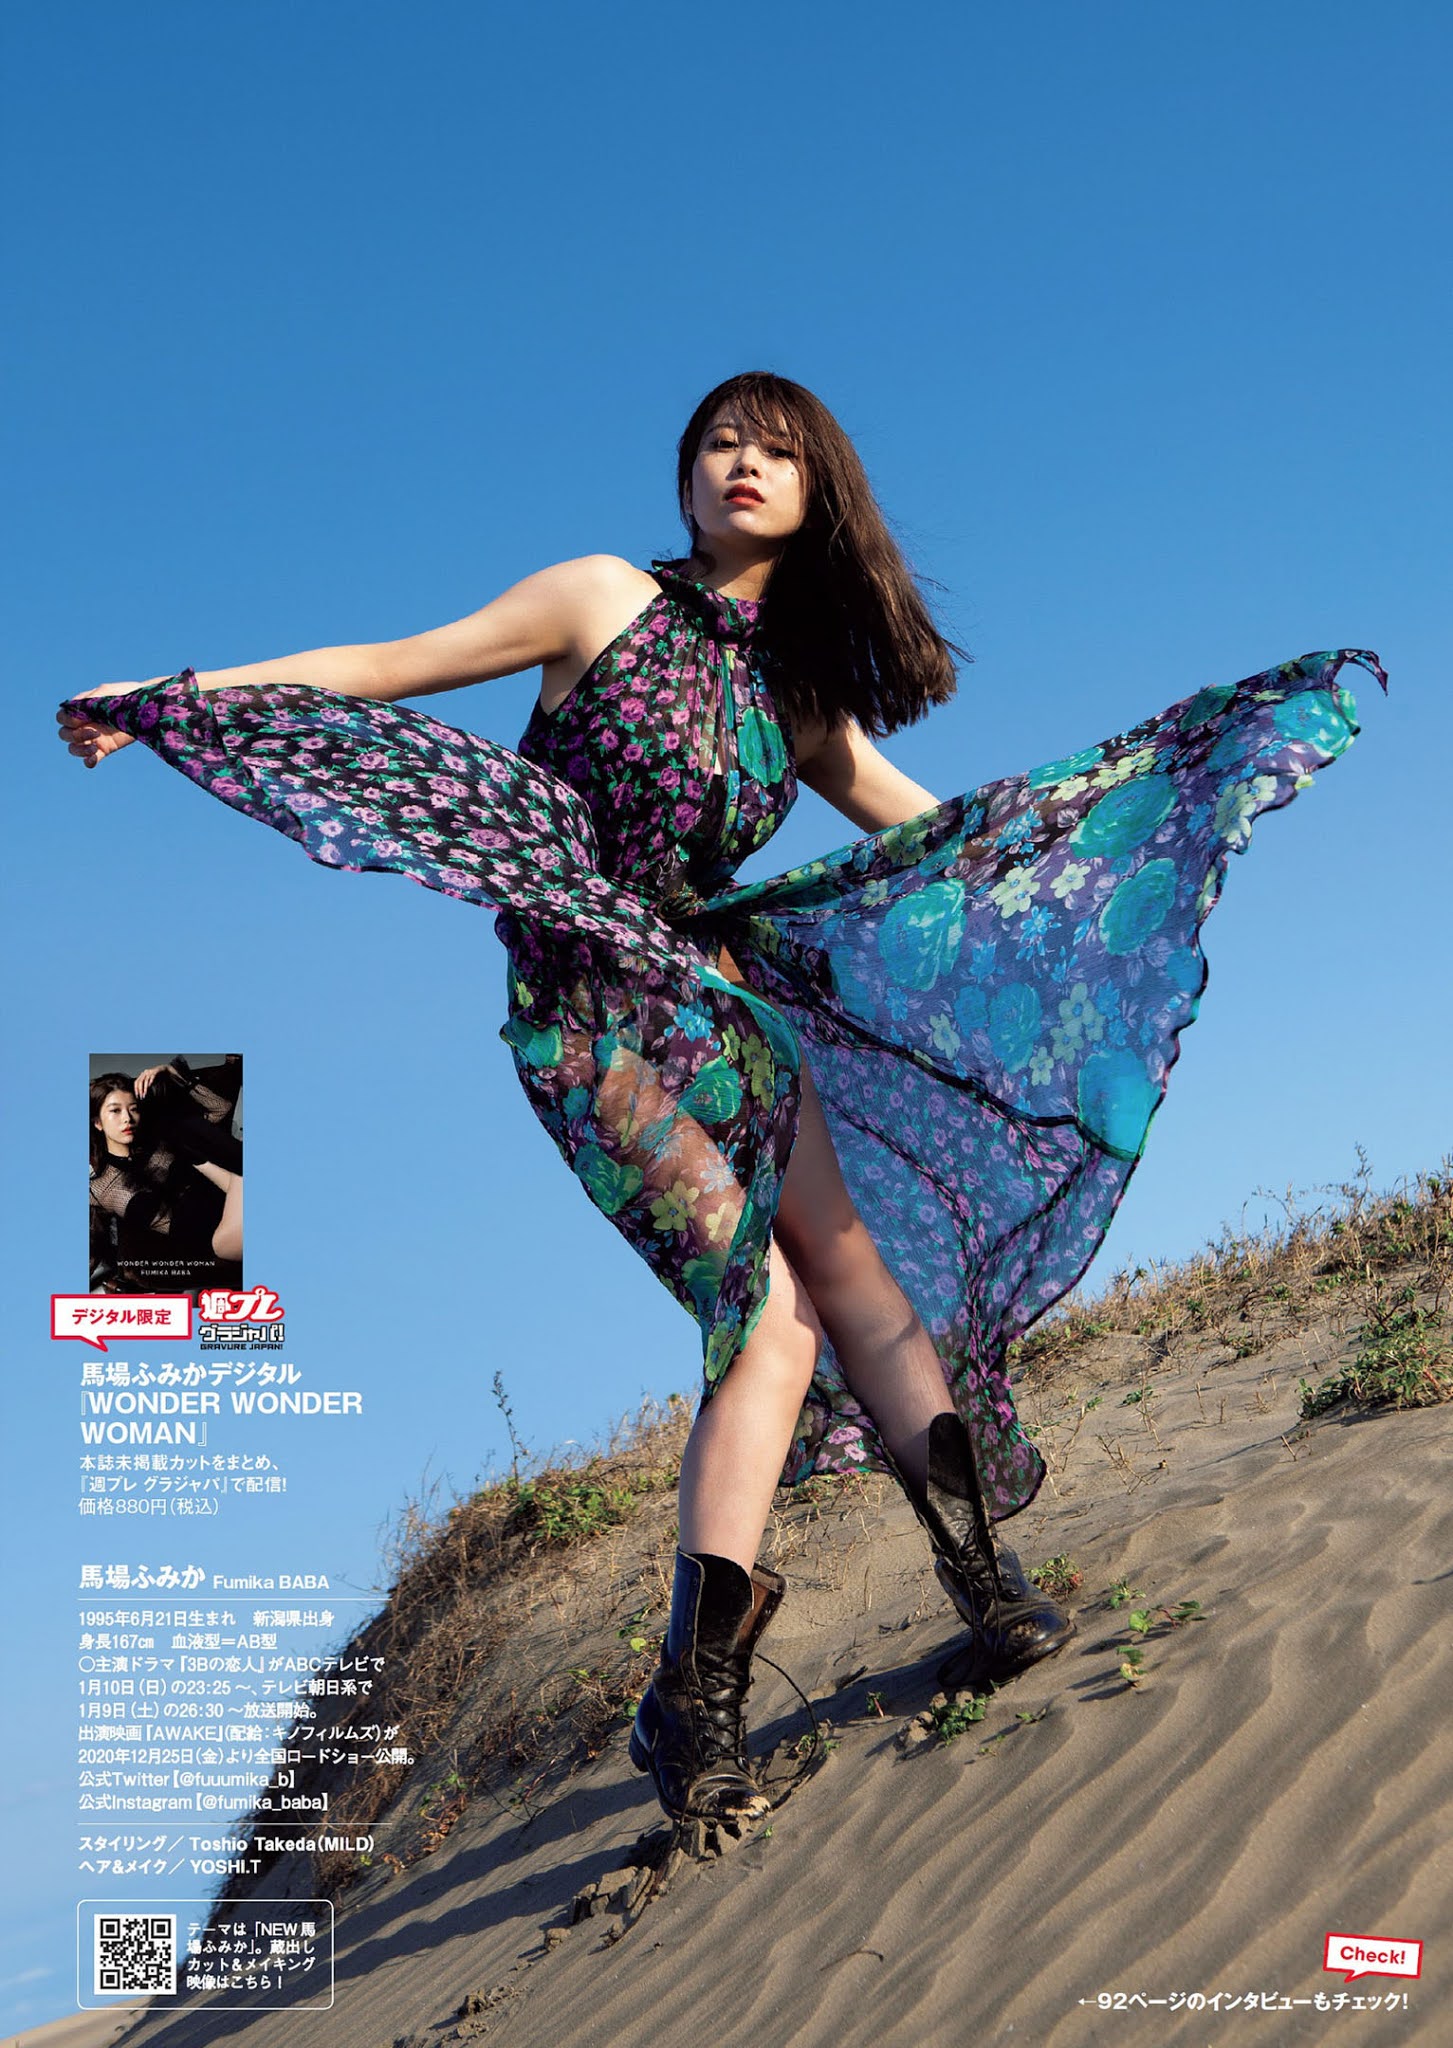 WONDER WONDER WOMAN
FUMIKA BABA
デジタル限定
週プレ
グラジャパ!
GRAVURE JAPAN!
馬場ふみかデジタル
『WONDER WONDER
WOMAN』
本誌未掲載カットをまとめ、
『週プレ グラジャパ』で配信!
価格880円(税込)
馬場ふみか Fumika BABA
1995年6月21日生まれ 新潟県出身
身長167㎝ 血液型=AB型
〇主演ドラマ『3Bの恋人』がABCテレビで
1月10日(日)の23:25〜、テレビ朝日系で
1月9日(土)の26:30〜放送開始。
出演映画『AWAKE』(配給:キノフィルムズ)が
2020年12月25日(金)より全国ロードショー公開。
公式Twitter【@fuuumika_b】
公式Instagram【@fumika_baba】
スタイリング/Toshio Takeda(MILD)
ヘア&メイク/YOSHI.T
テーマは「NEW馬
場ふみか」。蔵出し
カット&メイキング
映像はこちら!
Check!
←92ページのインタビューもチェック!